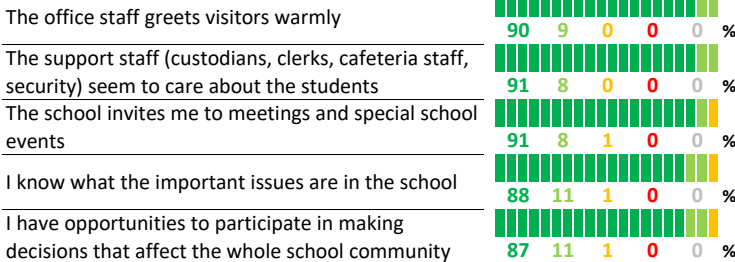 The office staff greets visitors warmly
90 9 0 0 0 %
The support staff (custodians, clerks, cafeteria staff,
security) seem to care about the students
91 8 0 0 0 %
The school invites me to meetings and special school
events
91 8 1 0 0 %
I know what the important issues are in the school
88 11 1 0 0 %
I have opportunities to participate in making
decisions that affect the whole school community
87 11 1 0 0 %